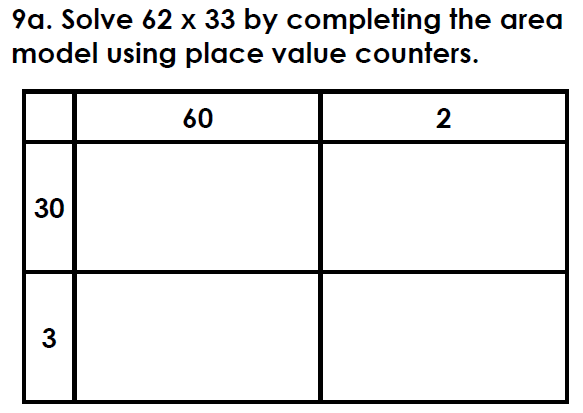 9a. Solve 62 x 33 by completing the area
model using place value counters.
60 2
30
3